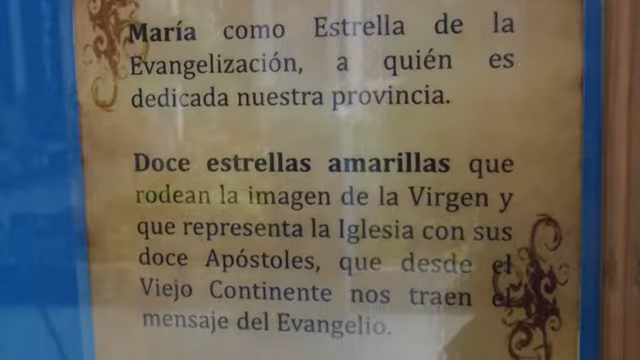 María como Estrella de la
Evangelización, a quién es
dedicada nuestra provincia.
Doce estrellas amarillas que
rodean la imagen de la Virgen y
que representa la Iglesia con sus
doce Apóstoles, que desde el
Viejo Continente nos traen el
mensaje del Evangelio.